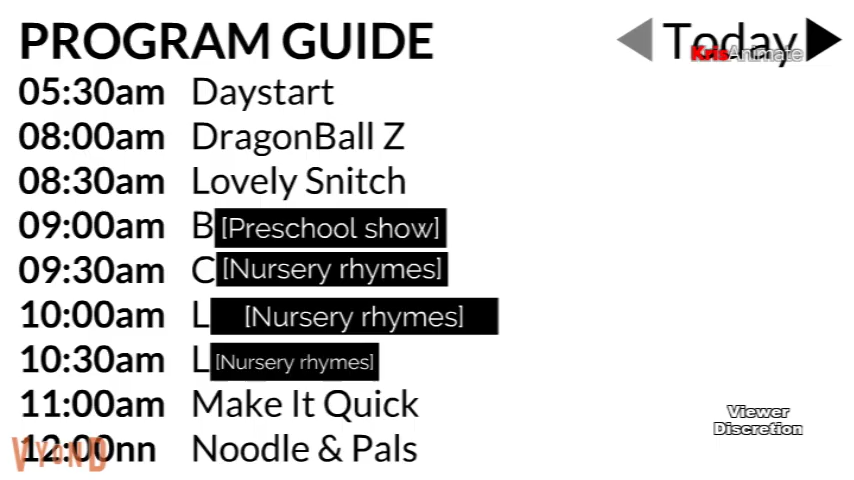 PROGRAM GUIDE
Today
KrisAnimate
05:30am Daystart
08:00am DragonBall Z
08:30am Lovely Snitch
09:00am B[Preschool show]
09:30am C[Nursery rhymes]
10:00am L[Nursery rhymes]
10:30am L[Nursery rhymes]
11:00am Make It Quick
12:00nn Noodle & Pals
VYOND
Viewer
Discretion